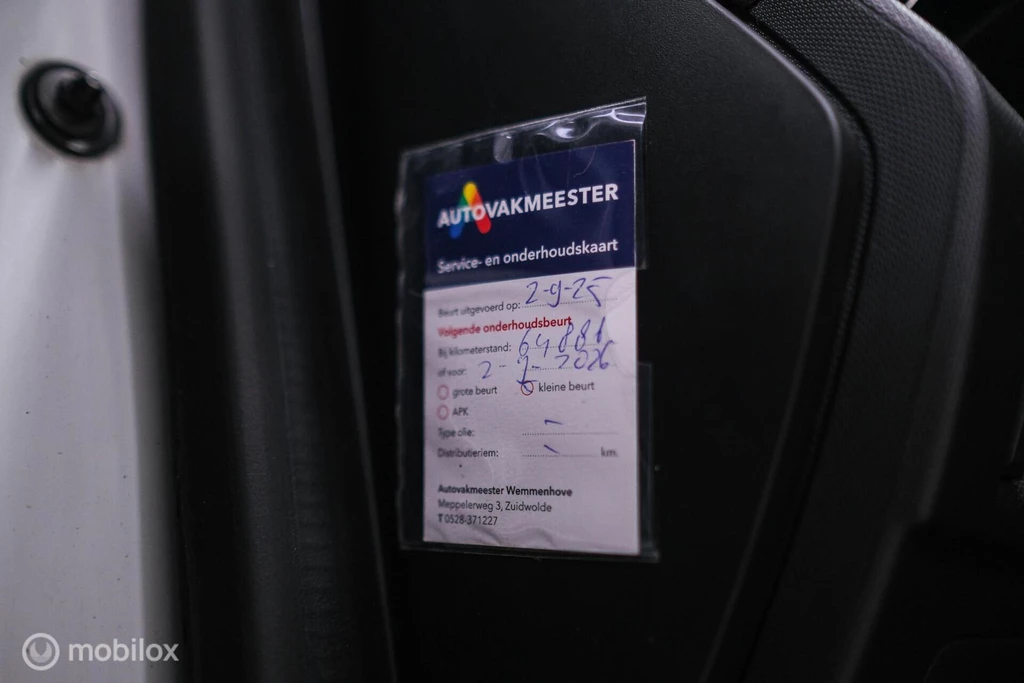 AUTOVAKMEESTER
Service- en onderhoudskaart
Beurt uitgevoerd op: 2-9-25
Volgende onderhoudsbeurt
Bij kilometerstand: 64881
of voor: 2-9-2026
grote beurt kleine beurt
APK
Type olie:
Distributieriem: km.
Autovakmeester Wemmenhove
Meppelerweg 3, Zuidwolde
T 0528-371227
mobilox